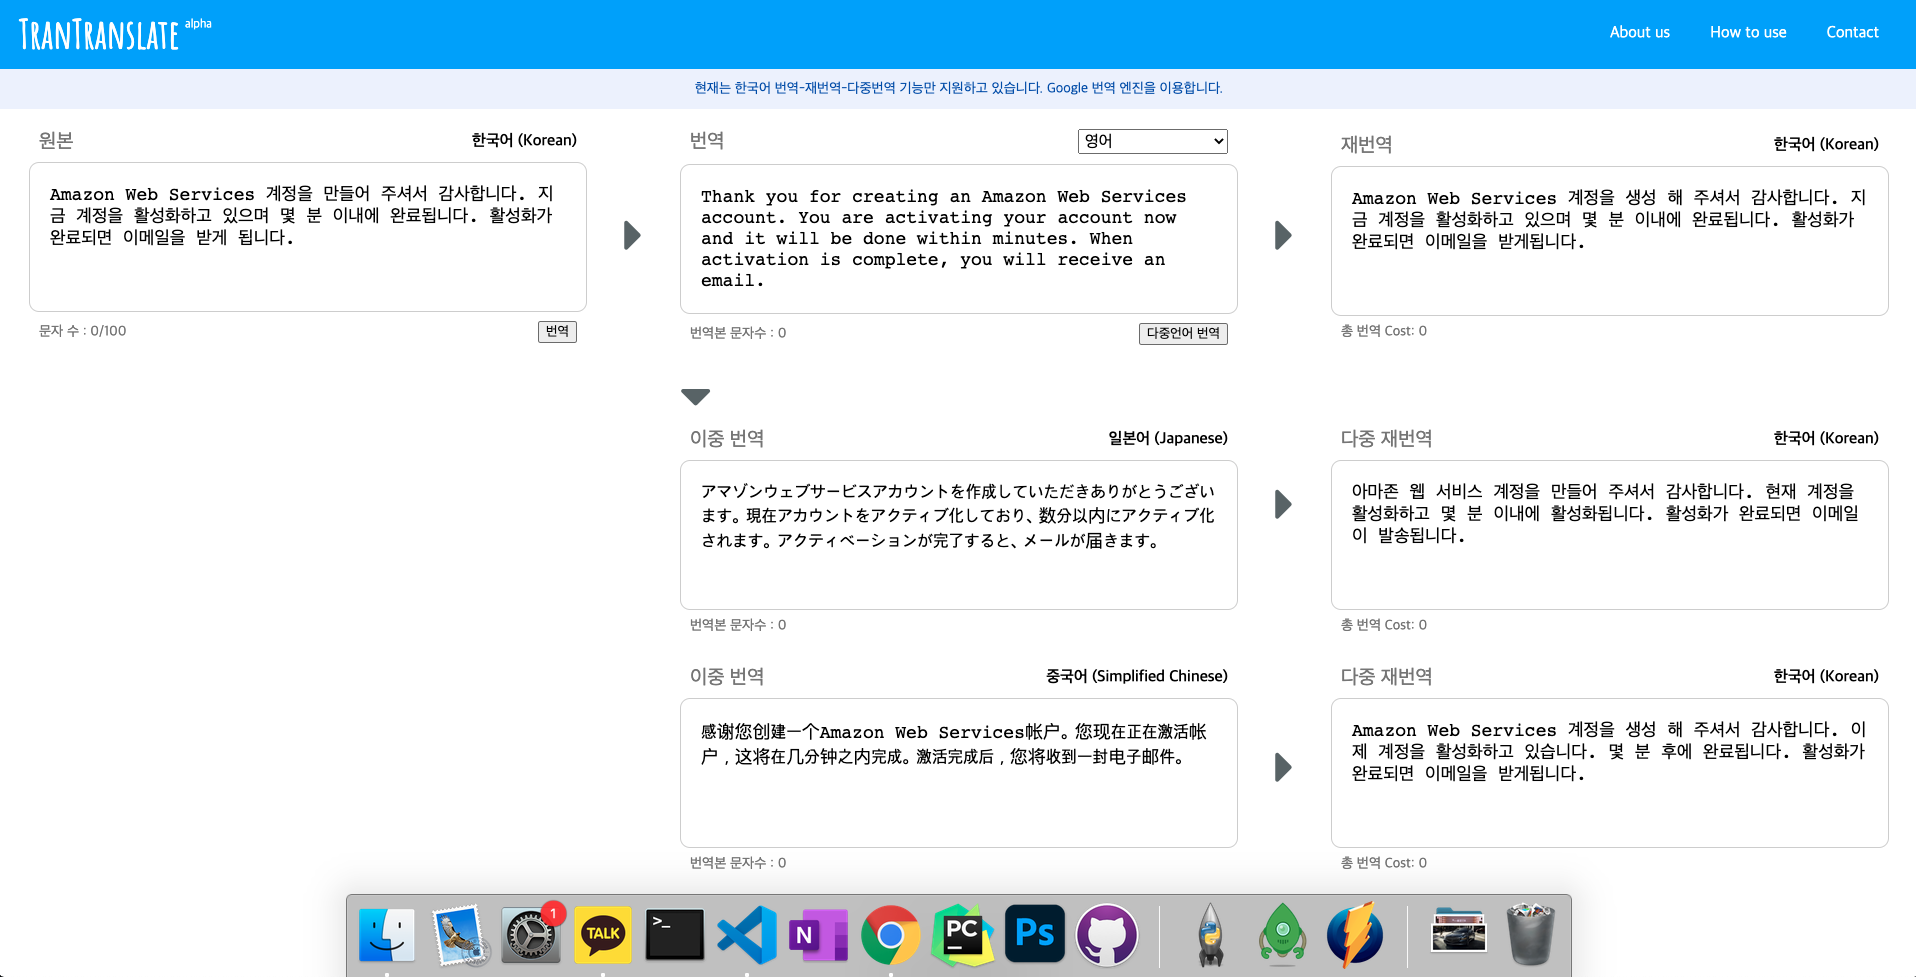 TRANTRANSLATE alpha
About us
How to use
Contact
현재는 한국어 번역-재번역-다중번역 기능만 지원하고 있습니다. Google 번역 엔진을 이용합니다.
원본
한국어 (Korean)
Amazon Web Services 계정을 만들어 주셔서 감사합니다. 지
금 계정을 활성화하고 있으며 몇 분 이내에 완료됩니다. 활성화가
완료되면 이메일을 받게 됩니다.
문자 수 : 0/100
번역
번역
영어
Thank you for creating an Amazon Web Services
account. You are activating your account now
and it will be done within minutes. When
activation is complete, you will receive an
email.
번역본 문자수 : 0
다중언어 번역
재번역
한국어 (Korean)
Amazon Web Services 계정을 생성 해 주셔서 감사합니다. 지
금 계정을 활성화하고 있으며 몇 분 이내에 완료됩니다. 활성화가
완료되면 이메일을 받게됩니다.
총 번역 Cost: 0
이중 번역
일본어 (Japanese)
アマゾンウェブサービスアカウントを作成していただきありがとうござい
ます。現在アカウントをアクティブ化しており、数分以内にアクティブ化
されます。アクティベーションが完了すると、メールが届きます。
번역본 문자수 : 0
다중 재번역
한국어 (Korean)
아마존 웹 서비스 계정을 만들어 주셔서 감사합니다. 현재 계정을
활성화하고 몇 분 이내에 활성화됩니다. 활성화가 완료되면 이메일
이 발송됩니다.
총 번역 Cost: 0
이중 번역
중국어 (Simplified Chinese)
感谢您创建一个Amazon Web Services帐户。您现在正在激活帐
户，这将在几分钟之内完成。激活完成后，您将收到一封电子邮件。
번역본 문자수 : 0
다중 재번역
한국어 (Korean)
Amazon Web Services 계정을 생성 해 주셔서 감사합니다. 이
제 계정을 활성화하고 있습니다. 몇 분 후에 완료됩니다. 활성화가
완료되면 이메일을 받게됩니다.
총 번역 Cost: 0
1
TALK
>_
N
PC
Ps